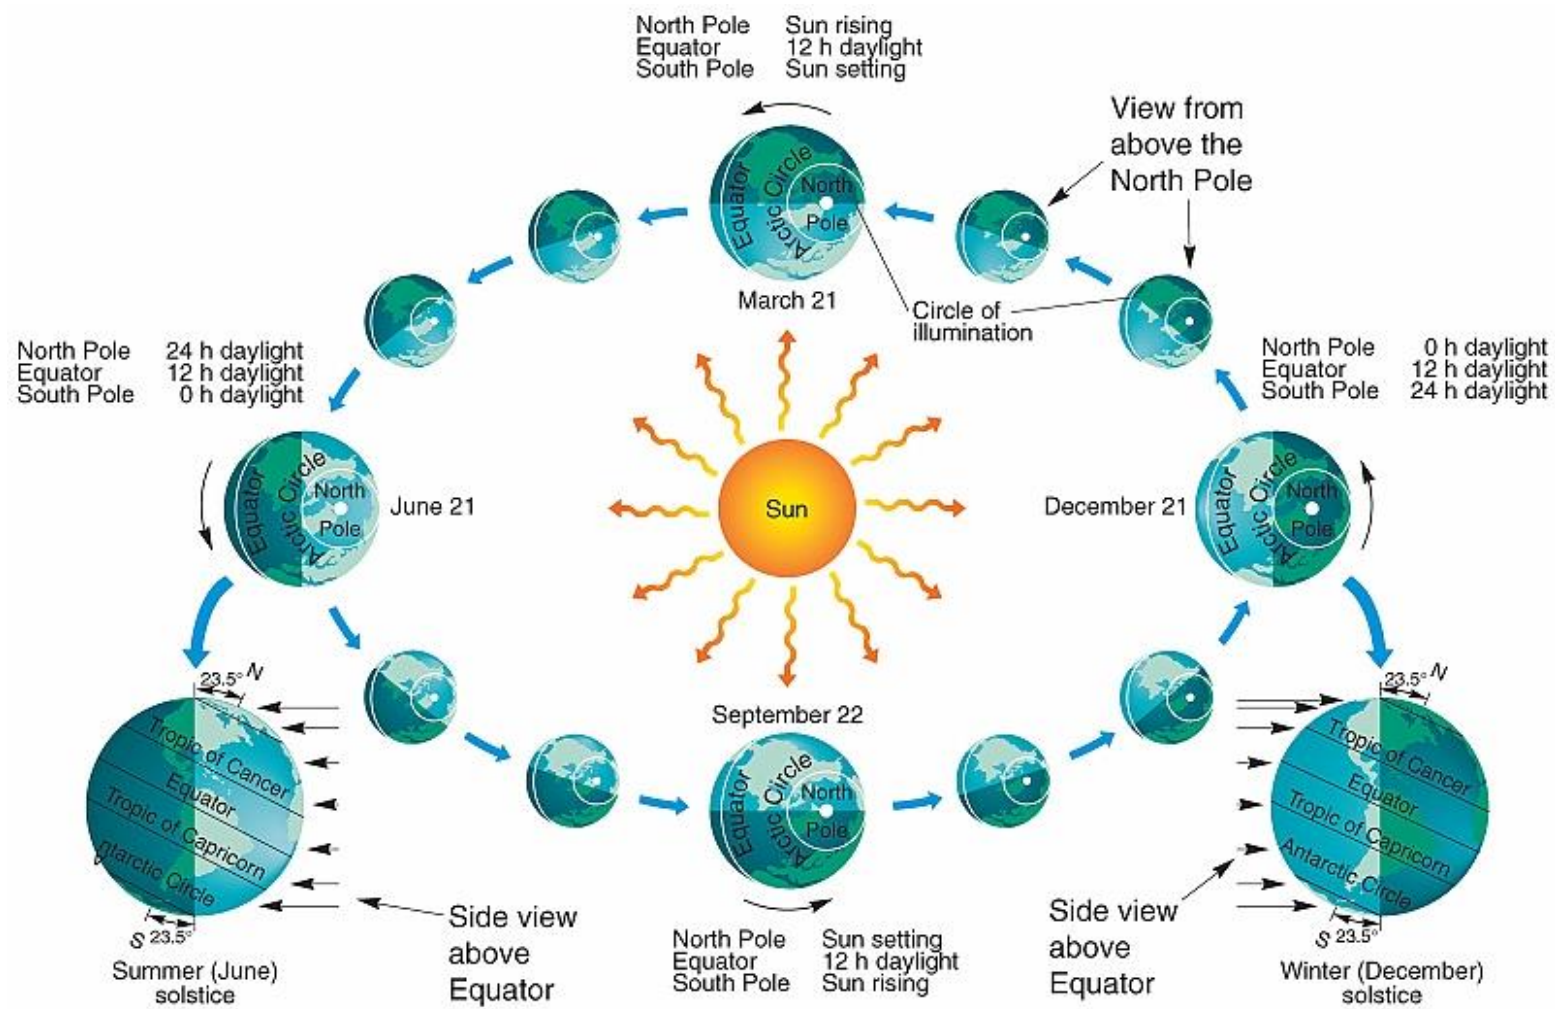 North Pole Sun rising
Equator 12 h daylight
South Pole Sun setting
View from
above the
North Pole
Equator
Arctic Circle
North
Pole
March 21
Circle of
illumination
North Pole 24 h daylight
Equator 12 h daylight
South Pole 0 h daylight
North Pole 0 h daylight
Equator 12 h daylight
South Pole 24 h daylight
Equator
Arctic Circle
North
Pole
June 21
Sun
December 21
Equator
Arctic Circle
North
Pole
September 22
Equator
Arctic Circle
North
Pole
23.5° N
Tropic of Cancer
Equator
Tropic of Capricorn
ntarctic Circle
S 23.5°
Summer (June)
solstice
Side view
above
Equator
North Pole Sun setting
Equator 12 h daylight
South Pole Sun rising
Side view
above
Equator
23.5° N
Tropic of Cancer
Equator
Tropic of Capricorn
Antarctic Circle
S 23.5°
Winter (December)
solstice